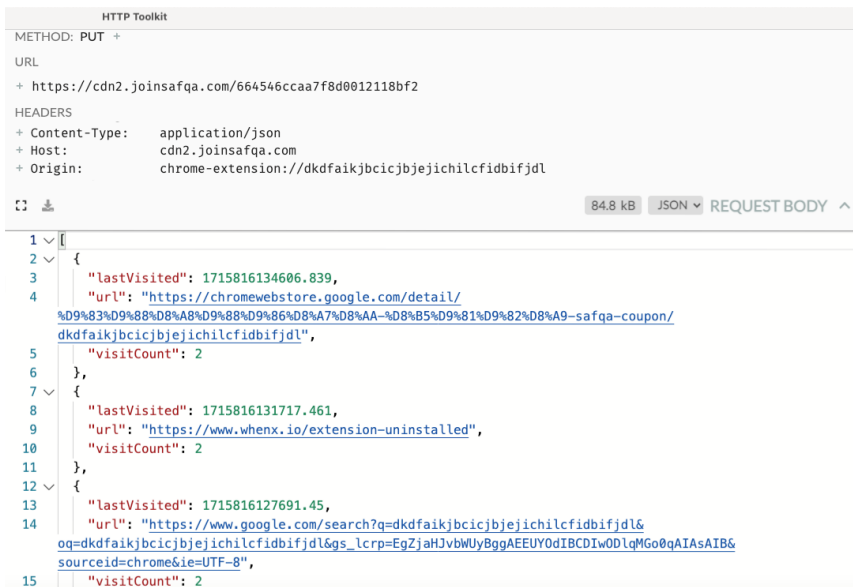 HTTP Toolkit
METHOD: PUT +
URL
+ https://cdn2.joinsafqa.com/664546ccaa7f8d0012118bf2
HEADERS
+ Content-Type: application/json
+ Host: cdn2.joinsafqa.com
+ Origin: chrome-extension://dkdfaikjbcicjbjejichilcfidbifjdl
84.8 kB JSON REQUEST BODY
1 [
2 {
3 "lastVisited": 1715816134606.839,
4 "url": "https://chromewebstore.google.com/detail/
%D9%83%D9%88%D8%A8%D9%88%D9%86%D8%A7%D8%AA-%D8%B5%D9%81%D9%82%D8%A9-safqa-coupon/
dkdfaikjbcicjbjejichilcfidbifjdl",
5 "visitCount": 2
6 },
7 {
8 "lastVisited": 1715816131717.461,
9 "url": "https://www.whenx.io/extension-uninstalled",
10 "visitCount": 2
11 },
12 {
13 "lastVisited": 1715816127691.45,
14 "url": "https://www.google.com/search?q=dkdfaikjbcicjbjejichilcfidbifjdl&
oq=dkdfaikjbcicjbjejichilcfidbifjdl&gs_lcrp=EgZjaHJvbWUyBggAEEUYOdIBCDIwODlqMGo0qAIAsAIB&
sourceid=chrome&ie=UTF-8",
15 "visitCount": 2